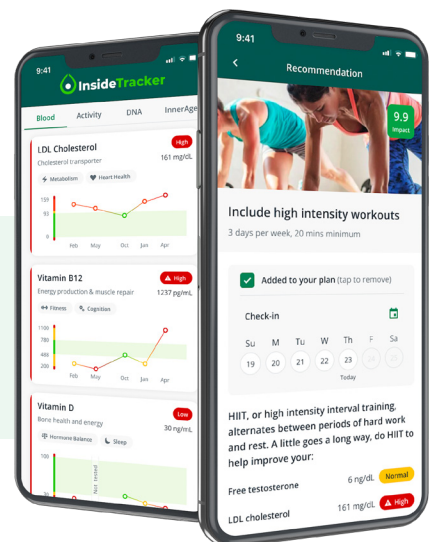 9:41
InsideTracker
Blood Activity DNA InnerAge
LDL Cholesterol High
Cholesterol transporter 161 mg/dL
Metabolism Heart Health
159
93
9
Feb May Oct Jan Apr
Vitamin B12 High
Energy production & muscle repair 1237 pg/mL
Fitness Cognition
1100
780
488
200
Feb May Oct Jan Apr
Vitamin D Low
Bone health and energy 30 ng/mL
Hormone Balance Sleep
100
Not tested
9:41
Recommendation
9.9
Impact
Include high intensity workouts
3 days per week, 20 mins minimum
Added to your plan (tap to remove)
Check-in
Su M Tu W Th F Sa
19 20 21 22 23
Today
HIIT, or high intensity interval training,
alternates between periods of hard work
and rest. A little goes a long way, do HIIT to
help improve your:
Free testosterone 6 ng/dL Normal
LDL cholesterol 161 mg/dL High